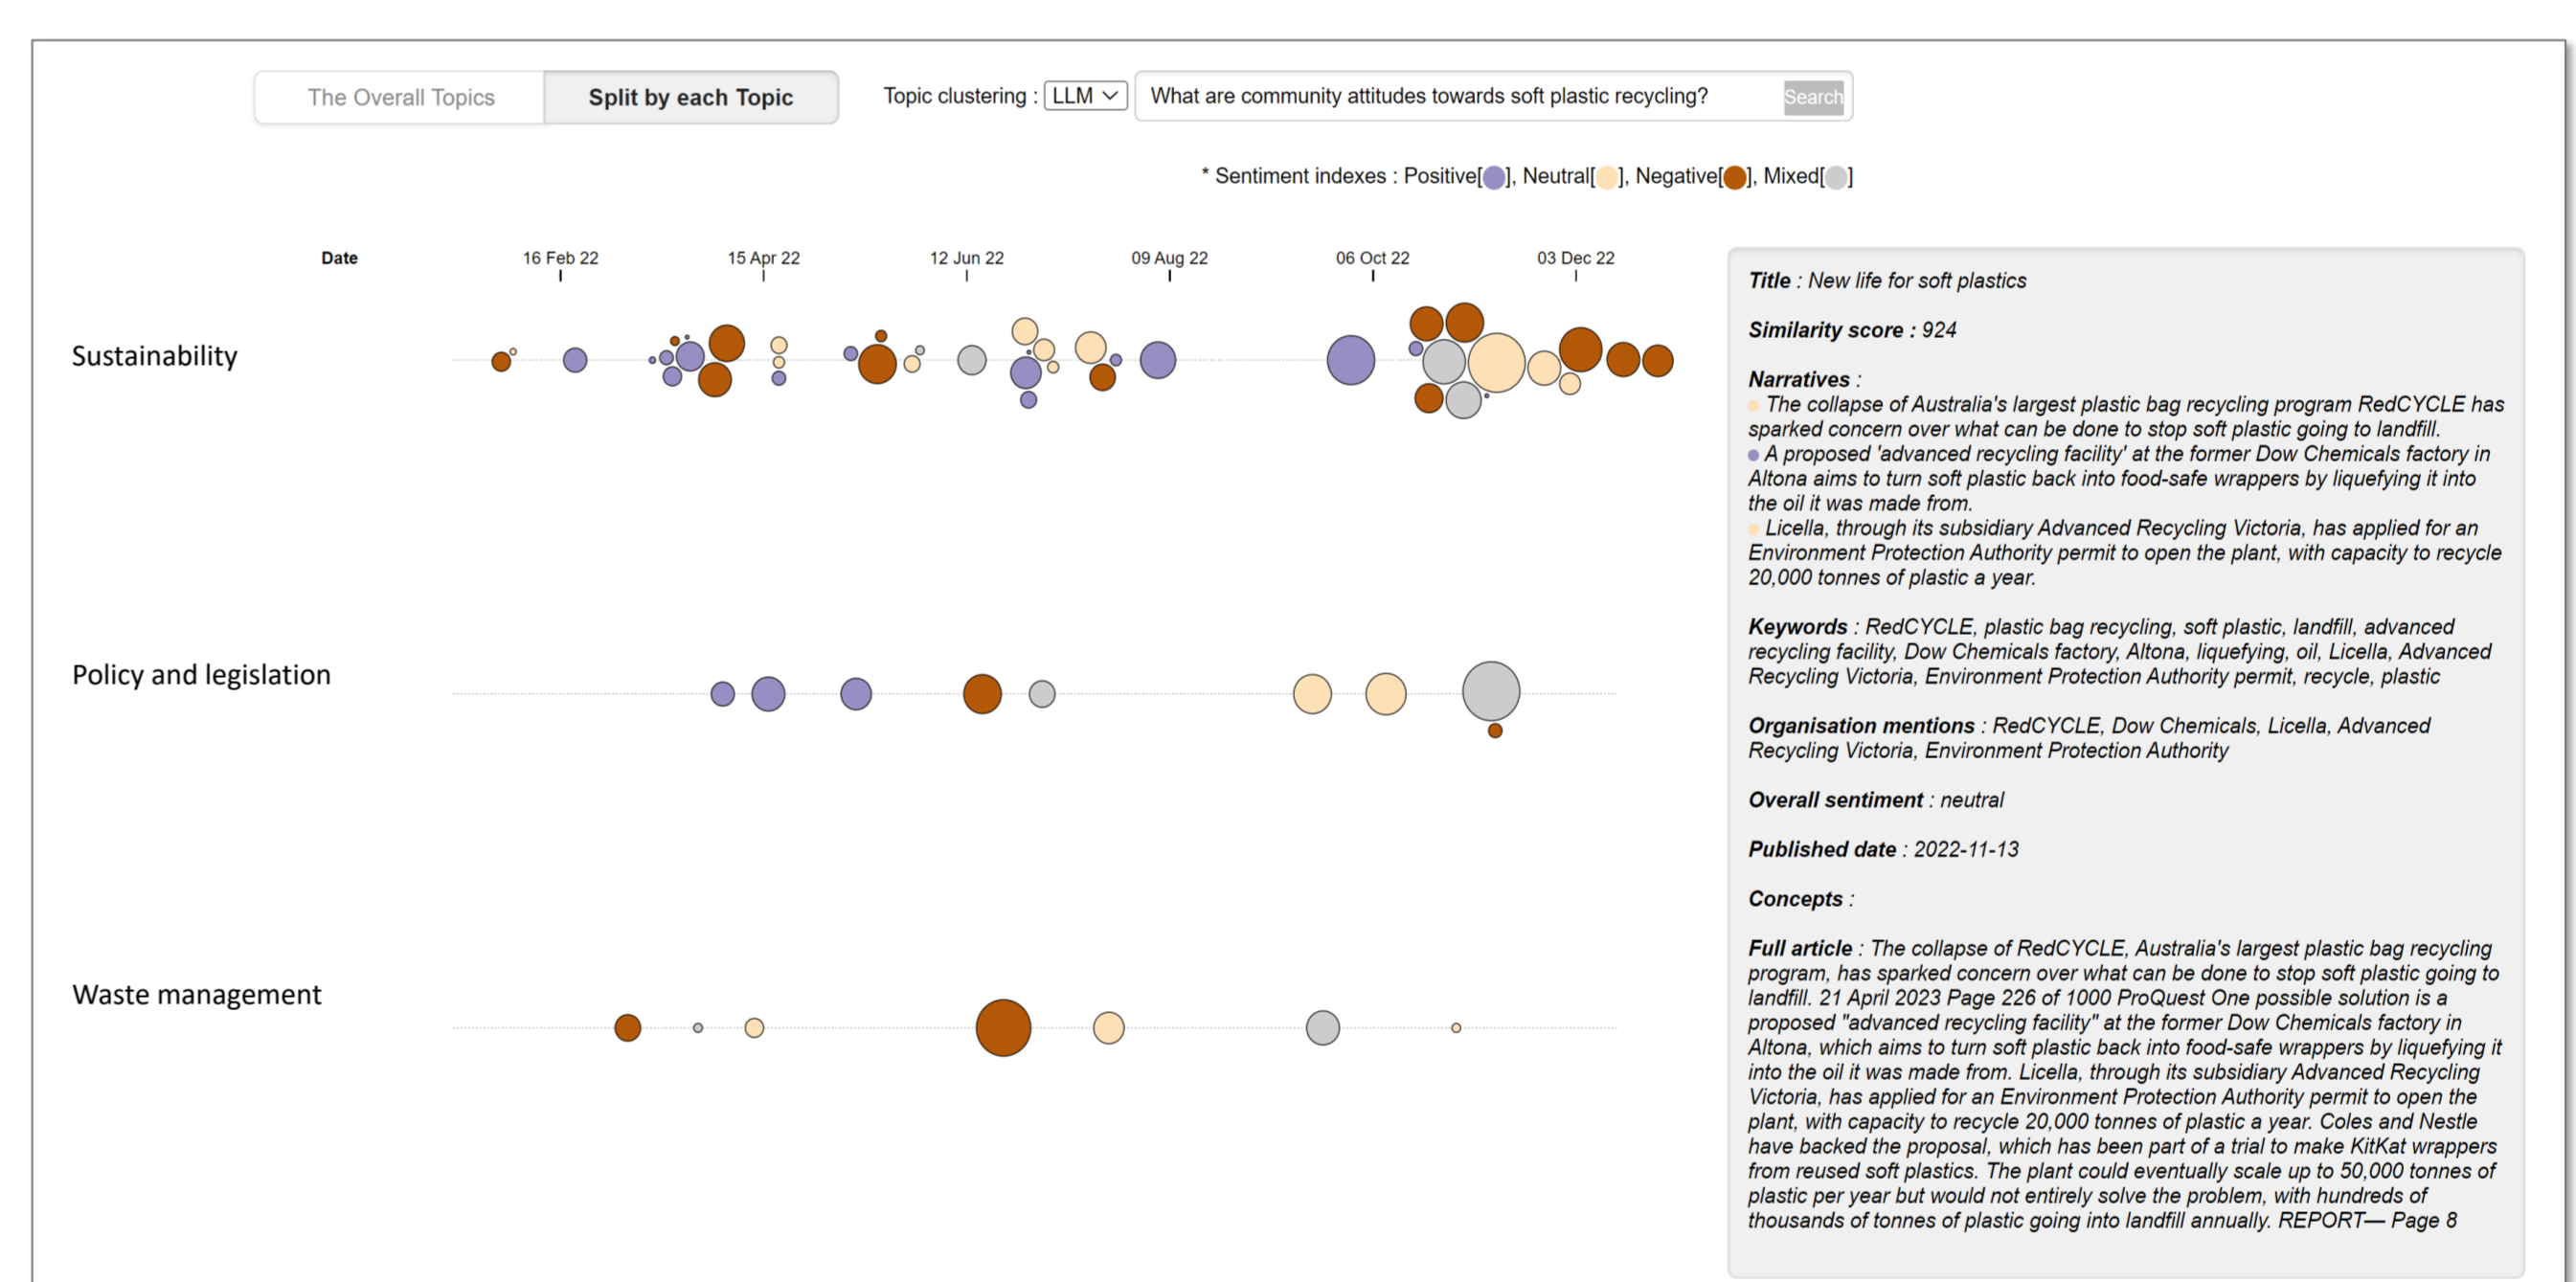 The Overall Topics
Split by each Topic
Topic clustering : LLM
What are community attitudes towards soft plastic recycling?
Search
* Sentiment indexes : Positive[ ], Neutral[ ], Negative[ ], Mixed[ ]
Date
16 Feb 22
15 Apr 22
12 Jun 22
09 Aug 22
06 Oct 22
03 Dec 22
Sustainability
Policy and legislation
Waste management
Title : New life for soft plastics
Similarity score : 924
Narratives :
The collapse of Australia's largest plastic bag recycling program RedCYCLE has
sparked concern over what can be done to stop soft plastic going to landfill.
A proposed 'advanced recycling facility' at the former Dow Chemicals factory in
Altona aims to turn soft plastic back into food-safe wrappers by liquefying it into
the oil it was made from.
Licella, through its subsidiary Advanced Recycling Victoria, has applied for an
Environment Protection Authority permit to open the plant, with capacity to recycle
20,000 tonnes of plastic a year.
Keywords : RedCYCLE, plastic bag recycling, soft plastic, landfill, advanced
recycling facility, Dow Chemicals factory, Altona, liquefying, oil, Licella, Advanced
Recycling Victoria, Environment Protection Authority permit, recycle, plastic
Organisation mentions : RedCYCLE, Dow Chemicals, Licella, Advanced
Recycling Victoria, Environment Protection Authority
Overall sentiment : neutral
Published date : 2022-11-13
Concepts :
Full article : The collapse of RedCYCLE, Australia's largest plastic bag recycling
program, has sparked concern over what can be done to stop soft plastic going to
landfill. 21 April 2023 Page 226 of 1000 ProQuest One possible solution is a
proposed "advanced recycling facility" at the former Dow Chemicals factory in
Altona, which aims to turn soft plastic back into food-safe wrappers by liquefying it
into the oil it was made from. Licella, through its subsidiary Advanced Recycling
Victoria, has applied for an Environment Protection Authority permit to open the
plant, with capacity to recycle 20,000 tonnes of plastic a year. Coles and Nestle
have backed the proposal, which has been part of a trial to make KitKat wrappers
from reused soft plastics. The plant could eventually scale up to 50,000 tonnes of
plastic per year but would not entirely solve the problem, with hundreds of
thousands of tonnes of plastic going into landfill annually. REPORT— Page 8